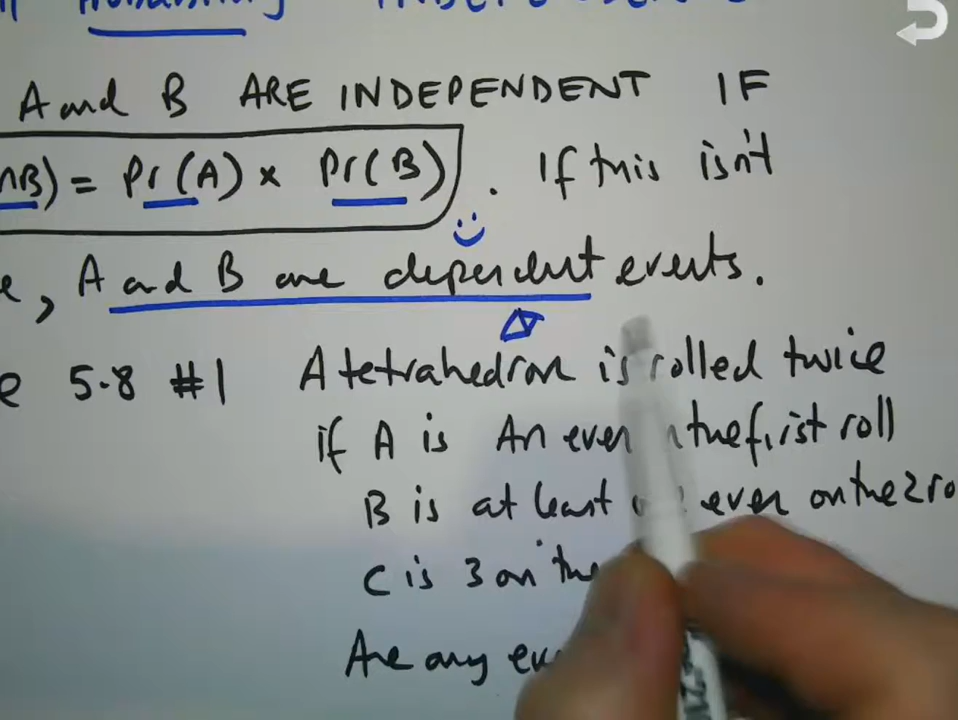 A and B ARE INDEPENDENT IF
∩B) = Pr(A) × Pr(B). If this isn't
, A and B are dependent events.
5.8 #1 A tetrahedron is rolled twice
if A is An even the first roll
B is at least even on the 2 ro
C is 3 on the
Are any